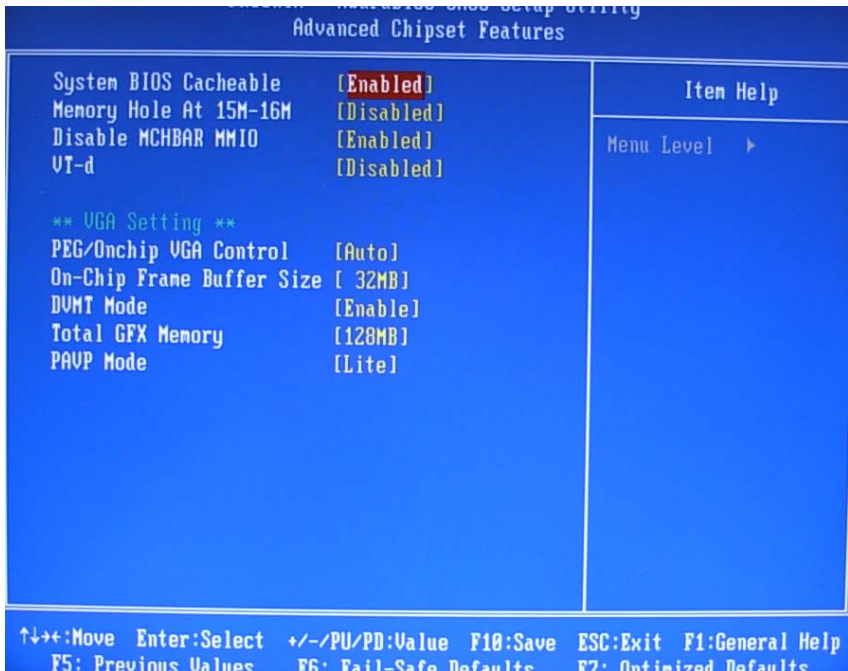 Advanced Chipset Features
System BIOS Cacheable [Enabled]
Memory Hole At 15M-16M [Disabled]
Disable MCHBAR MMIO [Enabled]
VT-d [Disabled]
** VGA Setting **
PEG/Onchip VGA Control [Auto]
On-Chip Frame Buffer Size [ 32MB]
DVMT Mode [Enable]
Total GFX Memory [128MB]
PAVP Mode [Lite]
Item Help
Menu Level ▶
↑↓→←:Move Enter:Select +/-/PU/PD:Value F10:Save ESC:Exit F1:General Help
F5: Previous Values F6: Fail-Safe Defaults F7: Optimized Defaults